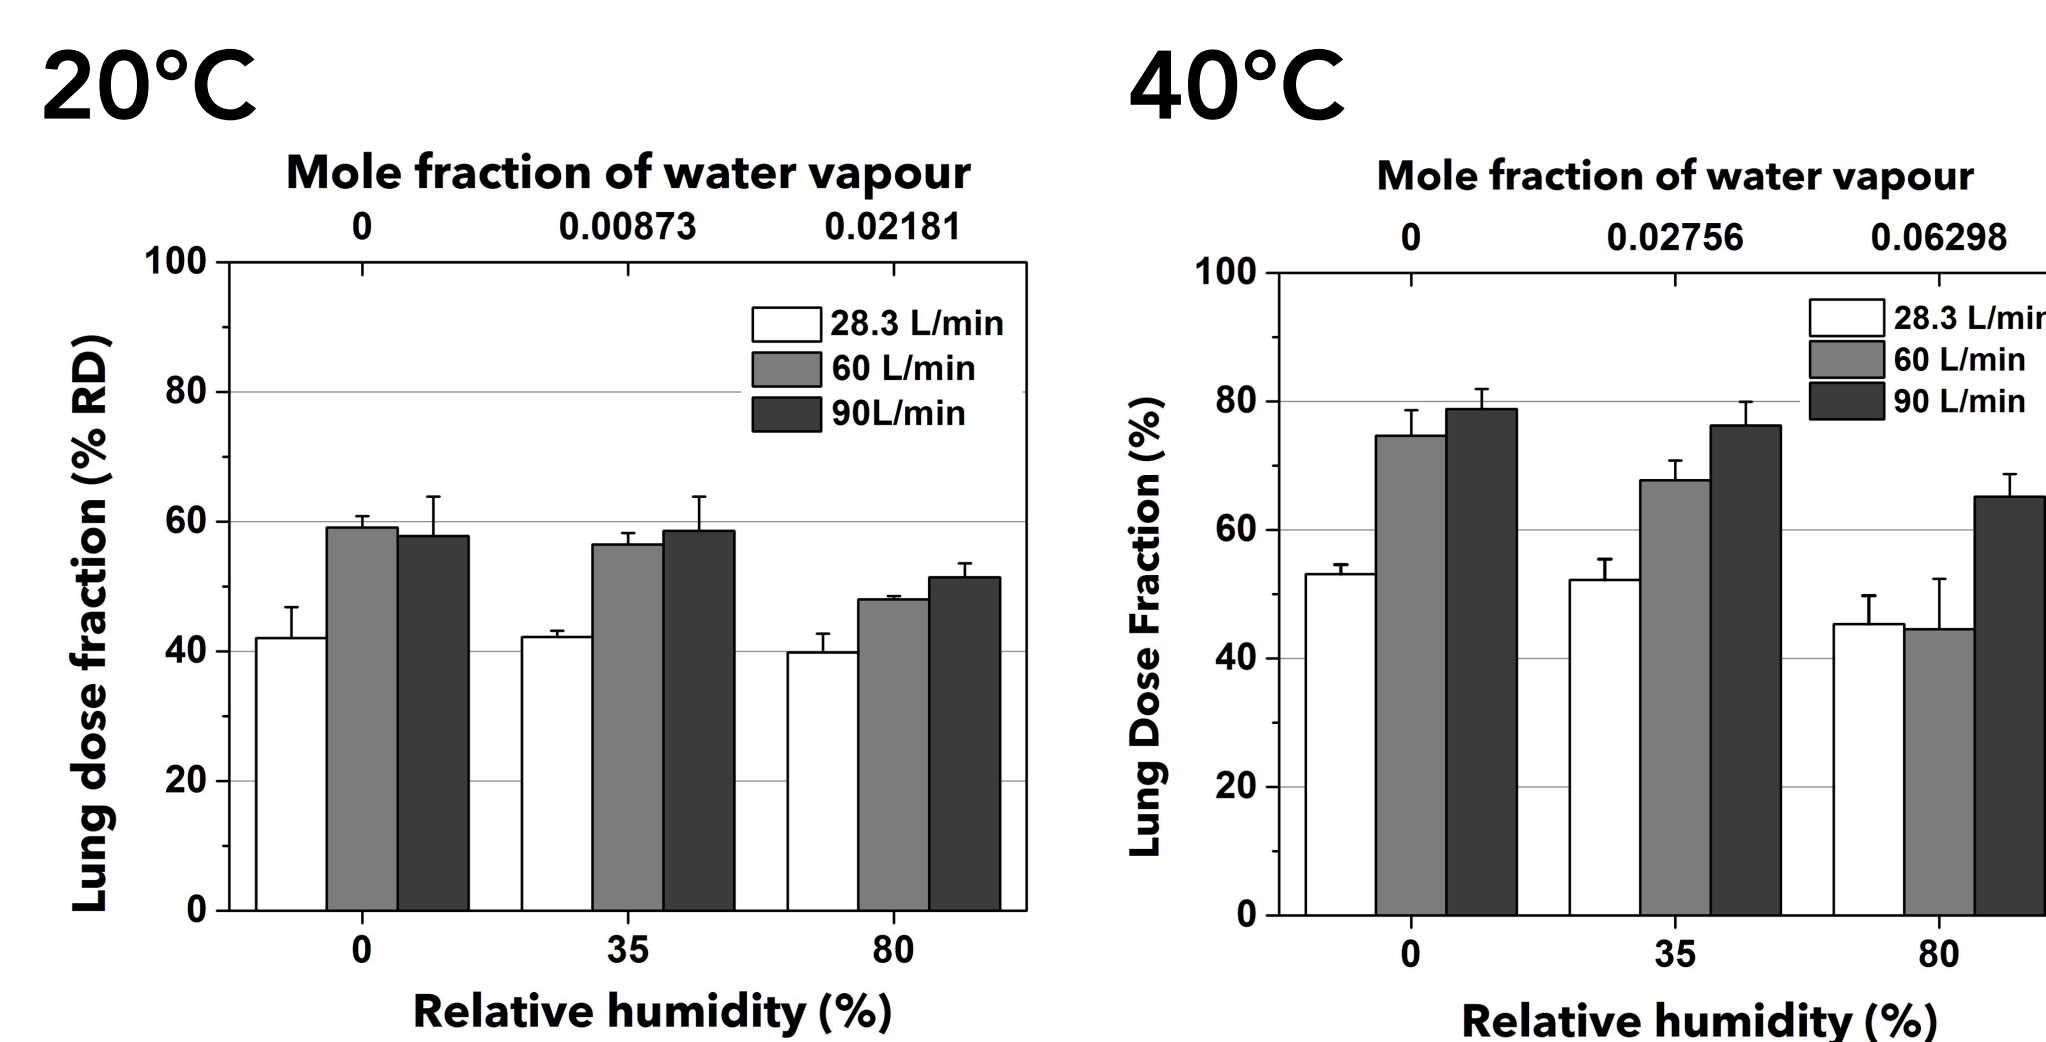 20°C
Mole fraction of water vapour
0 0.00873 0.02181
100
80
60
40
20
0
Lung dose fraction (% RD)
28.3 L/min
60 L/min
90L/min
0 35 80
Relative humidity (%)
40°C
Mole fraction of water vapour
0 0.02756 0.06298
100
80
60
40
20
0
Lung Dose Fraction (%)
28.3 L/min
60 L/min
90 L/min
0 35 80
Relative humidity (%)